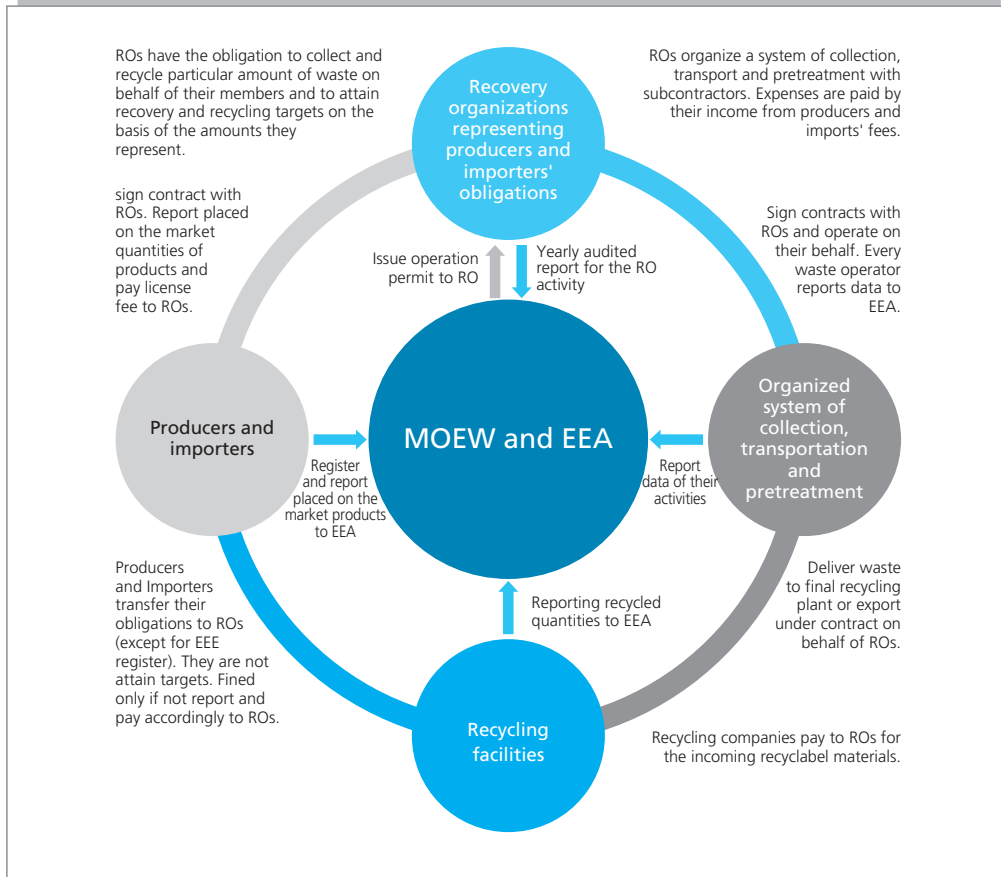 ROs have the obligation to collect and
recycle particular amount of waste on
behalf of their members and to attain
recovery and recycling targets on the
basis of the amounts they
represent.
Recovery
organizations
representing
producers and
importers'
obligations
ROs organize a system of collection,
transport and pretreatment with
subcontractors. Expenses are paid by
their income from producers and
imports' fees.
sign contract with
ROs. Report placed
on the market
quantities of
products and
pay license
fee to ROs.
Issue operation
permit to RO
Yearly audited
report for the RO
activity
Sign contracts with
ROs and operate on
their behalf. Every
waste operator
reports data to
EEA.
Producers and
importers
Register
and report
placed on the
market products
to EEA
MOEW and EEA
Report
data of their
activities
Organized
system of
collection,
transportation
and
pretreatment
Producers
and Importers
transfer their
obligations to ROs
(except for EEE
register). They are not
attain targets. Fined
only if not report and
pay accordingly to ROs.
Reporting recycled
quantities to EEA
Deliver waste
to final recycling
plant or export
under contract on
behalf of ROs.
Recycling
facilities
Recycling companies pay to ROs for
the incoming recyclabel materials.